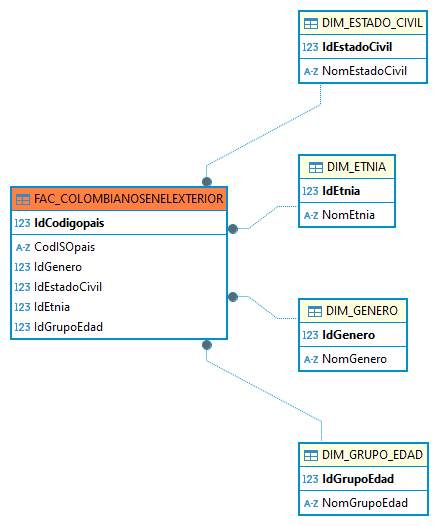 DIM_ESTADO_CIVIL
123 IdEstadoCivil
A-Z NomEstadoCivil
DIM_ETNIA
123 IdEtnia
A-Z NomEtnia
FAC_COLOMBIANOSENELEXTERIOR
123 IdCodigopais
A-Z CodISOpais
123 IdGenero
123 IdEstadoCivil
123 IdEtnia
123 IdGrupoEdad
DIM_GENERO
123 IdGenero
A-Z NomGenero
DIM_GRUPO_EDAD
123 IdGrupoEdad
A-Z NomGrupoEdad